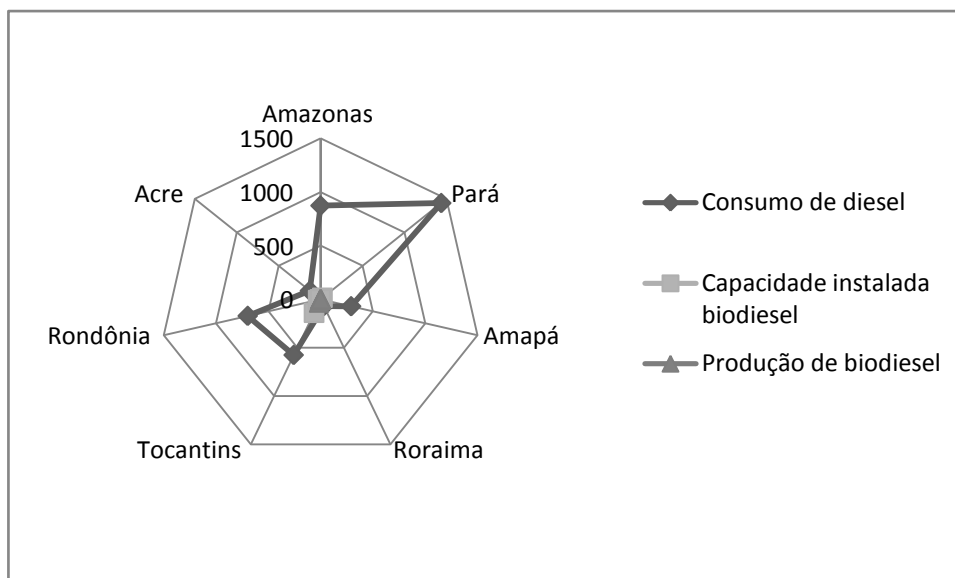 Amazonas
1500
1000
500
0
Pará
Amapá
Roraima
Tocantins
Rondônia
Acre
Consumo de diesel
Capacidade instalada
biodiesel
Produção de biodiesel